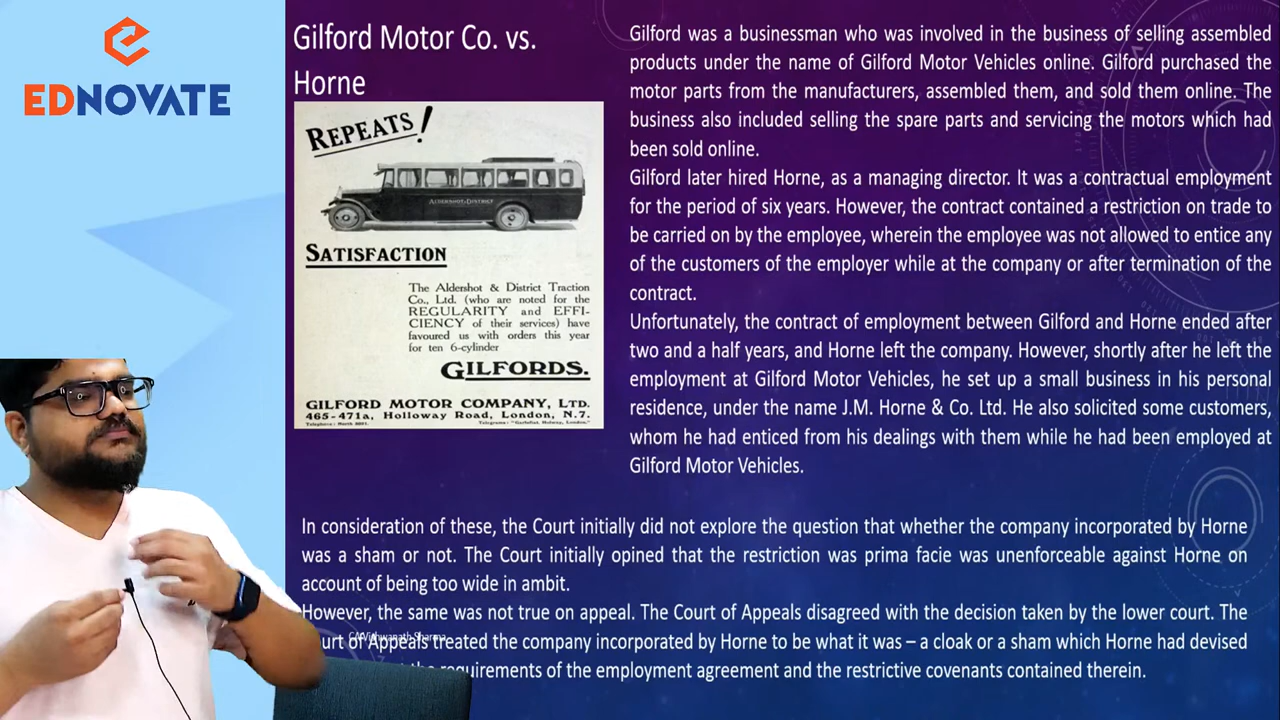 EDNOVATE
Gilford Motor Co. vs.
Horne
REPEATS!
ALDERSHOT & DISTRICT
SATISFACTION
The Aldershot & District Traction
Co., Ltd. (who are noted for the
REGULARITY and EFFI-
CIENCY of their services) have
favoured us with orders this year
for ten 6-cylinder
GILFORDS.
GILFORD MOTOR COMPANY, LTD.
465-471a, Holloway Road, London, N.7.
Gilford was a businessman who was involved in the business of selling assembled
products under the name of Gilford Motor Vehicles online. Gilford purchased the
motor parts from the manufacturers, assembled them, and sold them online. The
business also included selling the spare parts and servicing the motors which had
been sold online.
Gilford later hired Horne, as a managing director. It was a contractual employment
for the period of six years. However, the contract contained a restriction on trade to
be carried on by the employee, wherein the employee was not allowed to entice any
of the customers of the employer while at the company or after termination of the
contract.
Unfortunately, the contract of employment between Gilford and Horne ended after
two and a half years, and Horne left the company. However, shortly after he left the
employment at Gilford Motor Vehicles, he set up a small business in his personal
residence, under the name J.M. Horne & Co. Ltd. He also solicited some customers,
whom he had enticed from his dealings with them while he had been employed at
Gilford Motor Vehicles.
In consideration of these, the Court initially did not explore the question that whether the company incorporated by Horne
was a sham or not. The Court initially opined that the restriction was prima facie was unenforceable against Horne on
account of being too wide in ambit.
However, the same was not true on appeal. The Court of Appeals disagreed with the decision taken by the lower court. The
of Appeals treated the company incorporated by Horne to be what it was – a cloak or a sham which Horne had devised
of the employment agreement and the restrictive covenants contained therein.
CA Vishwanath Sharma